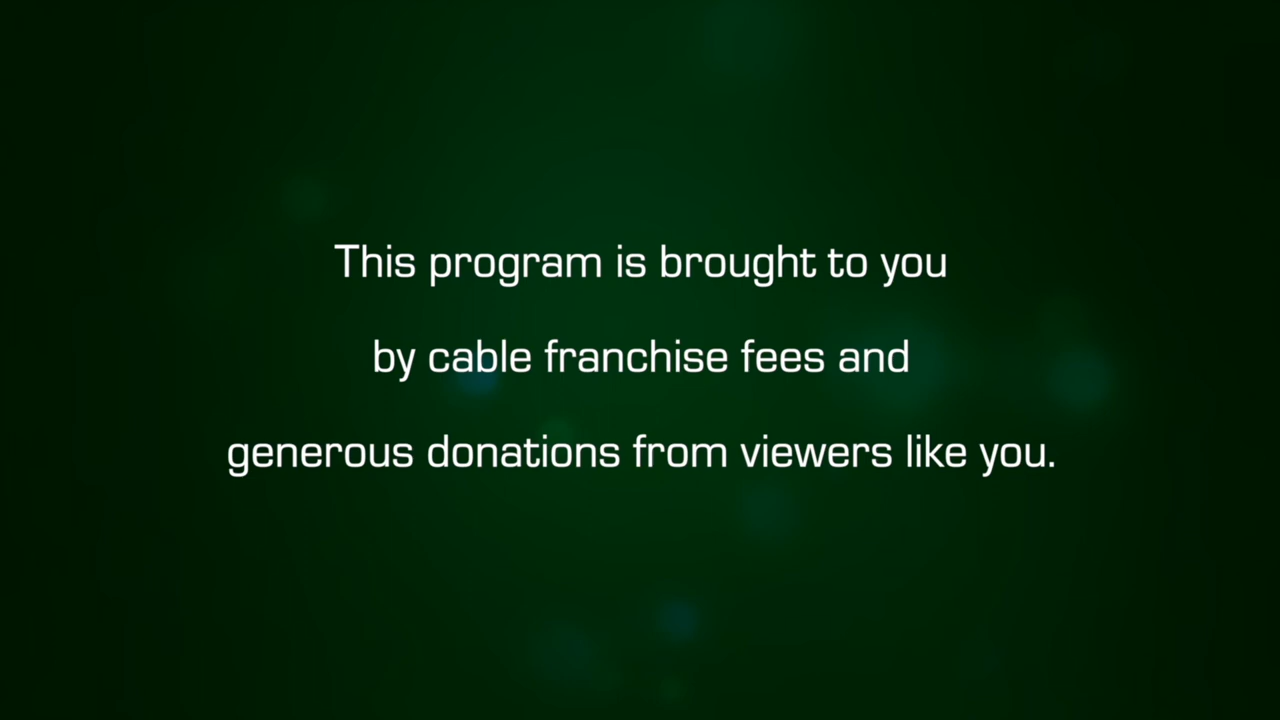 This program is brought to you
by cable franchise fees and
generous donations from viewers like you.